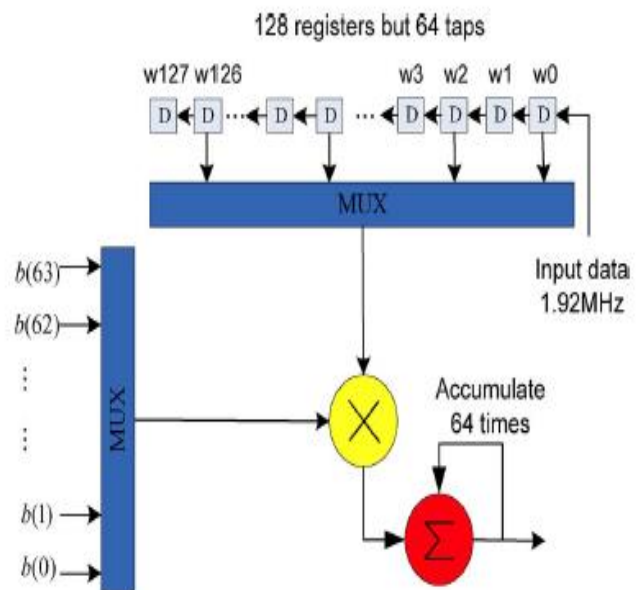 128 registers but 64 taps
w127 w126 w3 w2 w1 w0
D D ... D D ... D D D D
MUX
Input data
1.92MHz
b(63)
b(62)
...
...
b(1)
b(0)
MUX
Accumulate
64 times
Σ